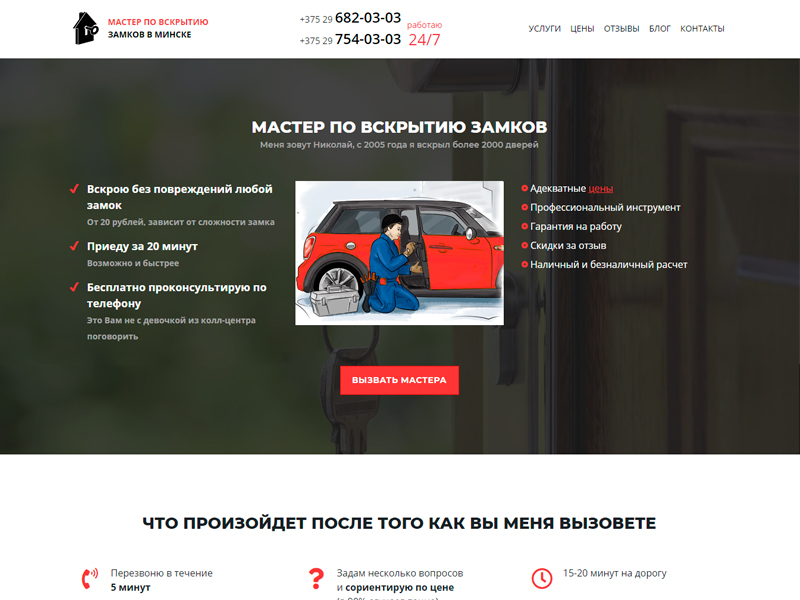 МАСТЕР ПО ВСКРЫТИЮ
ЗАМКОВ В МИНСКЕ
+375 29 682-03-03
+375 29 754-03-03
работаю
24/7
УСЛУГИ ЦЕНЫ ОТЗЫВЫ БЛОГ КОНТАКТЫ
МАСТЕР ПО ВСКРЫТИЮ ЗАМКОВ
Меня зовут Николай, с 2005 года я вскрыл более 2000 дверей
Вскрою без повреждений любой
замок
От 20 рублей, зависит от сложности замка
Приеду за 20 минут
Возможно и быстрее
Бесплатно проконсультирую по
телефону
Это Вам не с девочкой из колл-центра
поговорить
Адекватные цены
Профессиональный инструмент
Гарантия на работу
Скидки за отзыв
Наличный и безналичный расчет
ВЫЗВАТЬ МАСТЕРА
ЧТО ПРОИЗОЙДЕТ ПОСЛЕ ТОГО КАК ВЫ МЕНЯ ВЫЗОВЕТЕ
Перезвоню в течение
5 минут
Задам несколько вопросов
и сориентирую по цене
15-20 минут на дорогу